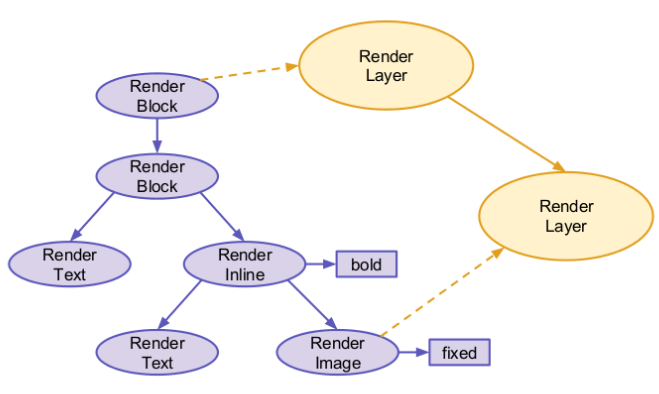 Render
Layer
Render
Block
Render
Block
Render
Layer
Render
Text
Render
Inline
bold
Render
Text
Render
Image
fixed